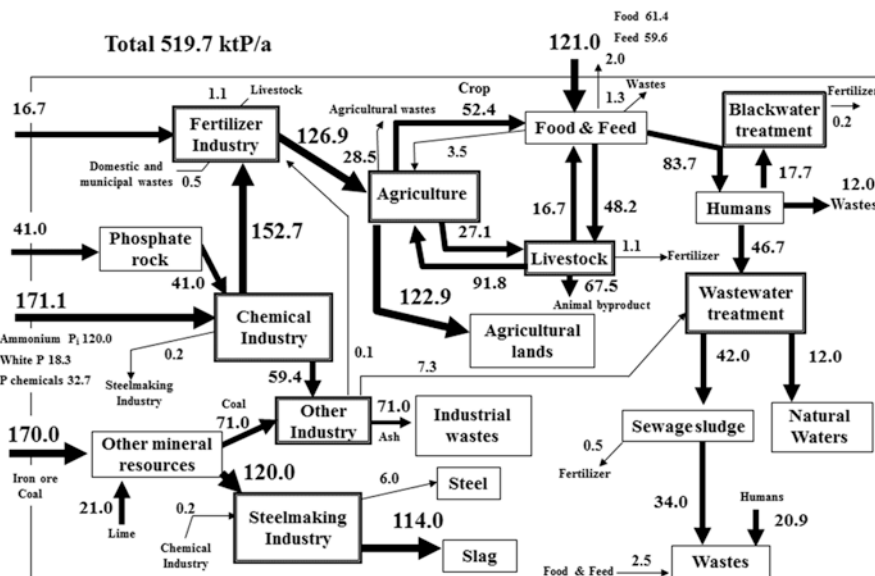 Total 519.7 ktP/a
Food 61.4
Feed 59.6
121.0
2.0
16.7
1.1
Livestock
Fertilizer
Industry
126.9
Domestic and
municipal wastes
0.5
Agricultural wastes
28.5
Crop
52.4
3.5
Wastes
1.3
Food & Feed
Blackwater
treatment
Fertilizer
0.2
83.7
17.7
12.0
Wastes
Humans
Agriculture
27.1
16.7
48.2
91.8
Livestock
1.1
Fertilizer
67.5
Animal byproduct
46.7
41.0
Phosphate
rock
41.0
152.7
171.1
Chemical
Industry
Ammonium Pi 120.0
White P 18.3
P chemicals 32.7
0.2
Steelmaking
Industry
59.4
0.1
122.9
Agricultural
lands
7.3
Wastewater
treatment
42.0
12.0
Coal
71.0
Other
Industry
71.0
Ash
Industrial
wastes
Sewage sludge
Natural
Waters
170.0
Iron ore
Coal
Other mineral
resources
21.0
Lime
120.0
0.2
Chemical
Industry
Steelmaking
Industry
6.0
Steel
114.0
Slag
0.5
Fertilizer
34.0
Humans
20.9
Food & Feed
2.5
Wastes